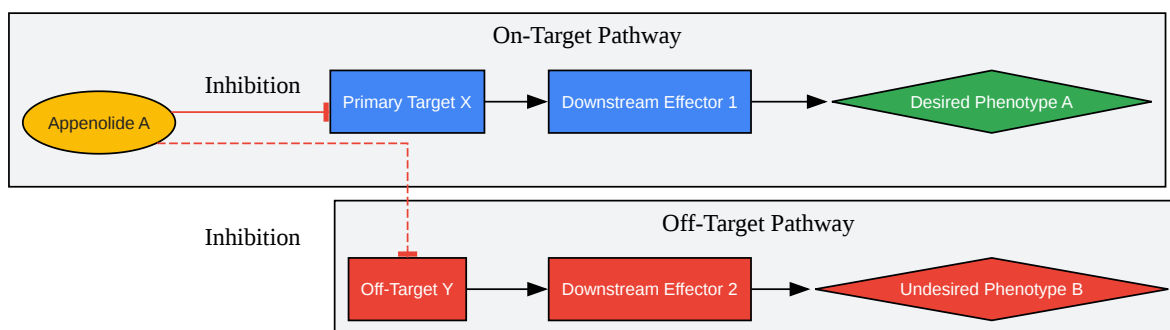 On-Target Pathway
Inhibition
Appenolide A
Primary Target X
Downstream Effector 1
Desired Phenotype A
Off-Target Pathway
Inhibition
Off-Target Y
Downstream Effector 2
Undesired Phenotype B